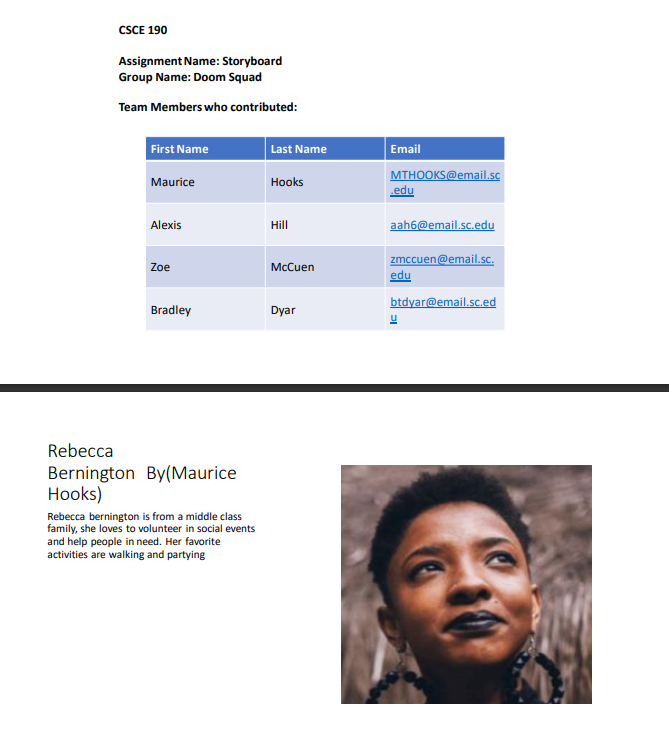 CSCE 190
Assignment Name: Storyboard
Group Name: Doom Squad
Team Members who contributed:
First Name Last Name Email
Maurice Hooks MTHOOKS@email.sc
.edu
Alexis Hill aah6@email.sc.edu
Zoe McCuen zmccuen@email.sc.
edu
Bradley Dyar btdyar@email.sc.ed
u
Rebecca
Bernington By(Maurice
Hooks)
Rebecca bernington is from a middle class
family, she loves to volunteer in social events
and help people in need. Her favorite
activities are walking and partying